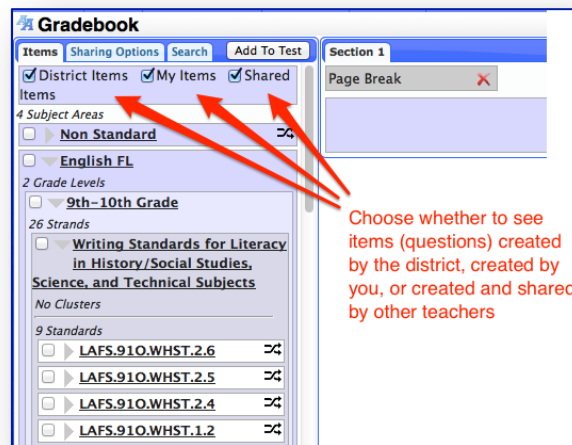 Gradebook
Items Sharing Options Search Add To Test
District Items My Items Shared
Items
4 Subject Areas
Non Standard
English FL
2 Grade Levels
9th-10th Grade
26 Strands
Writing Standards for Literacy
in History/Social Studies,
Science, and Technical Subjects
No Clusters
9 Standards
LAFS.910.WHST.2.6
LAFS.910.WHST.2.5
LAFS.910.WHST.2.4
LAFS.910.WHST.1.2
Section 1
Page Break
Choose whether to see
items (questions) created
by the district, created by
you, or created and shared
by other teachers